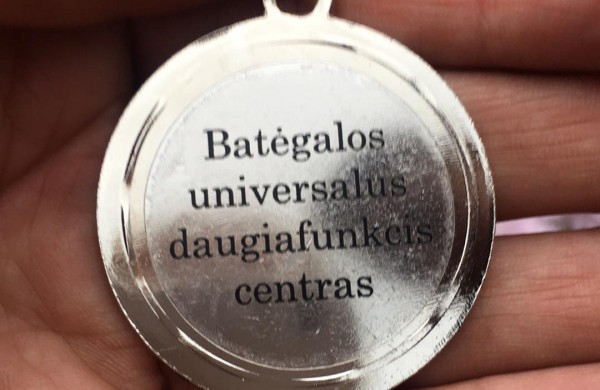 Batėgalos
universalus
daugiafunkcis
centras